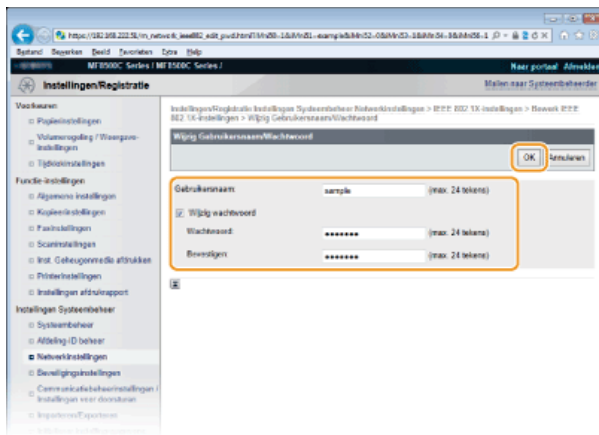 Bestand Bewerken Beeld Favorieten Extra Help
MF8500C Series / MF8500C Series /
Naar portaal Afmelden
Instellingen/Registratie
Mailen naar Systeembeheerder
Voorkeuren
Papierinstellingen
Volumeregeling / Weergave-
instellingen
Tijdklokinstellingen
Functie-instellingen
Algemene instellingen
Kopieerinstellingen
Faxinstellingen
Scaninstellingen
Inst. Geheugenmedia afdrukken
Printerinstellingen
Instellingen afdrukrapport
Instellingen Systeembeheer
Systeembeheer
Afdeling-ID beheer
Netwerkinstellingen
Beveiligingsinstellingen
Communicatiebeheerinstellingen /
Instellingen voor doorsturen
Importeren/Exporteren
Instellingen/Registratie Instellingen Systeembeheer Netwerkinstellingen > IEEE 802.1X-instellingen > Bewerk IEEE
802.1X-instellingen > Wijzig Gebruikersnaam/Wachtwoord
Wijzig Gebruikersnaam/Wachtwoord
OK Annuleren
Gebruikersnaam: sample (max. 24 tekens)
Wijzig wachtwoord
Wachtwoord: ●●●●●●● (max. 24 tekens)
Bevestigen: ●●●●●●● (max. 24 tekens)